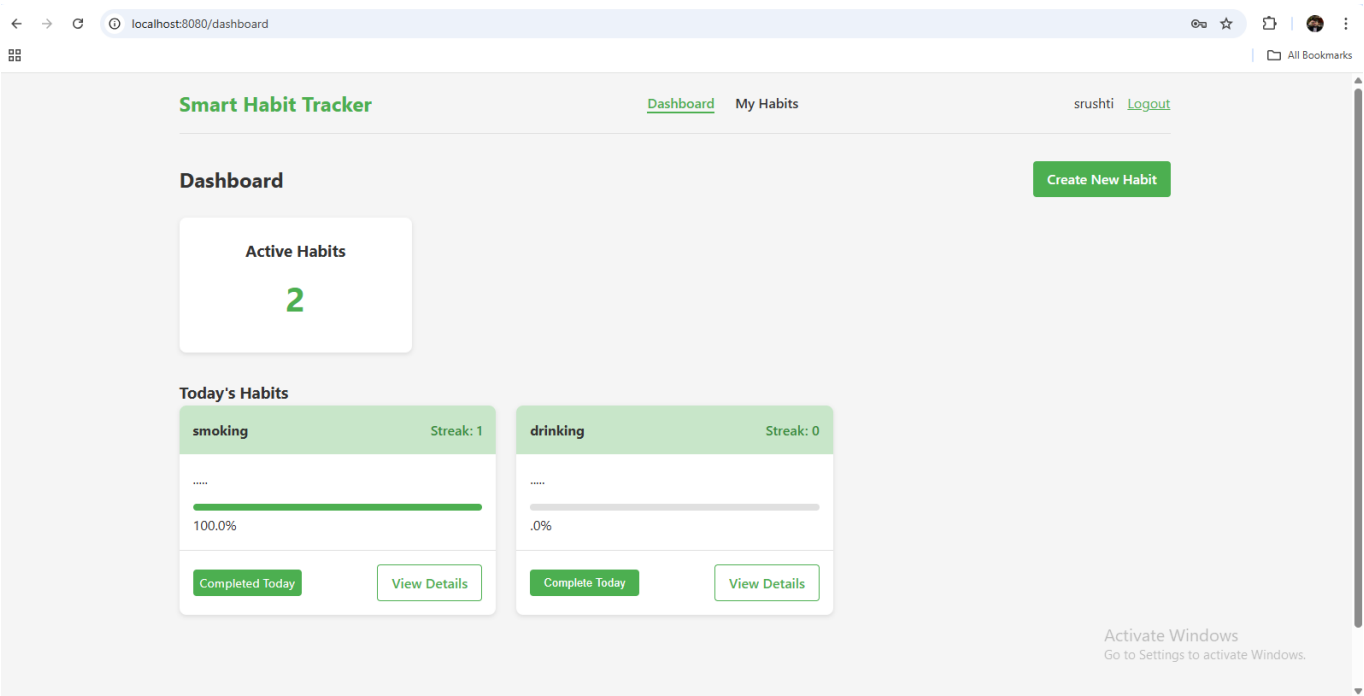 localhost:8080/dashboard
All Bookmarks
Smart Habit Tracker Dashboard My Habits srushti Logout
Dashboard Create New Habit
Active Habits
2
Today's Habits
smoking Streak: 1
.....
100.0%
Completed Today View Details
drinking Streak: 0
.....
.0%
Complete Today View Details
Activate Windows
Go to Settings to activate Windows.